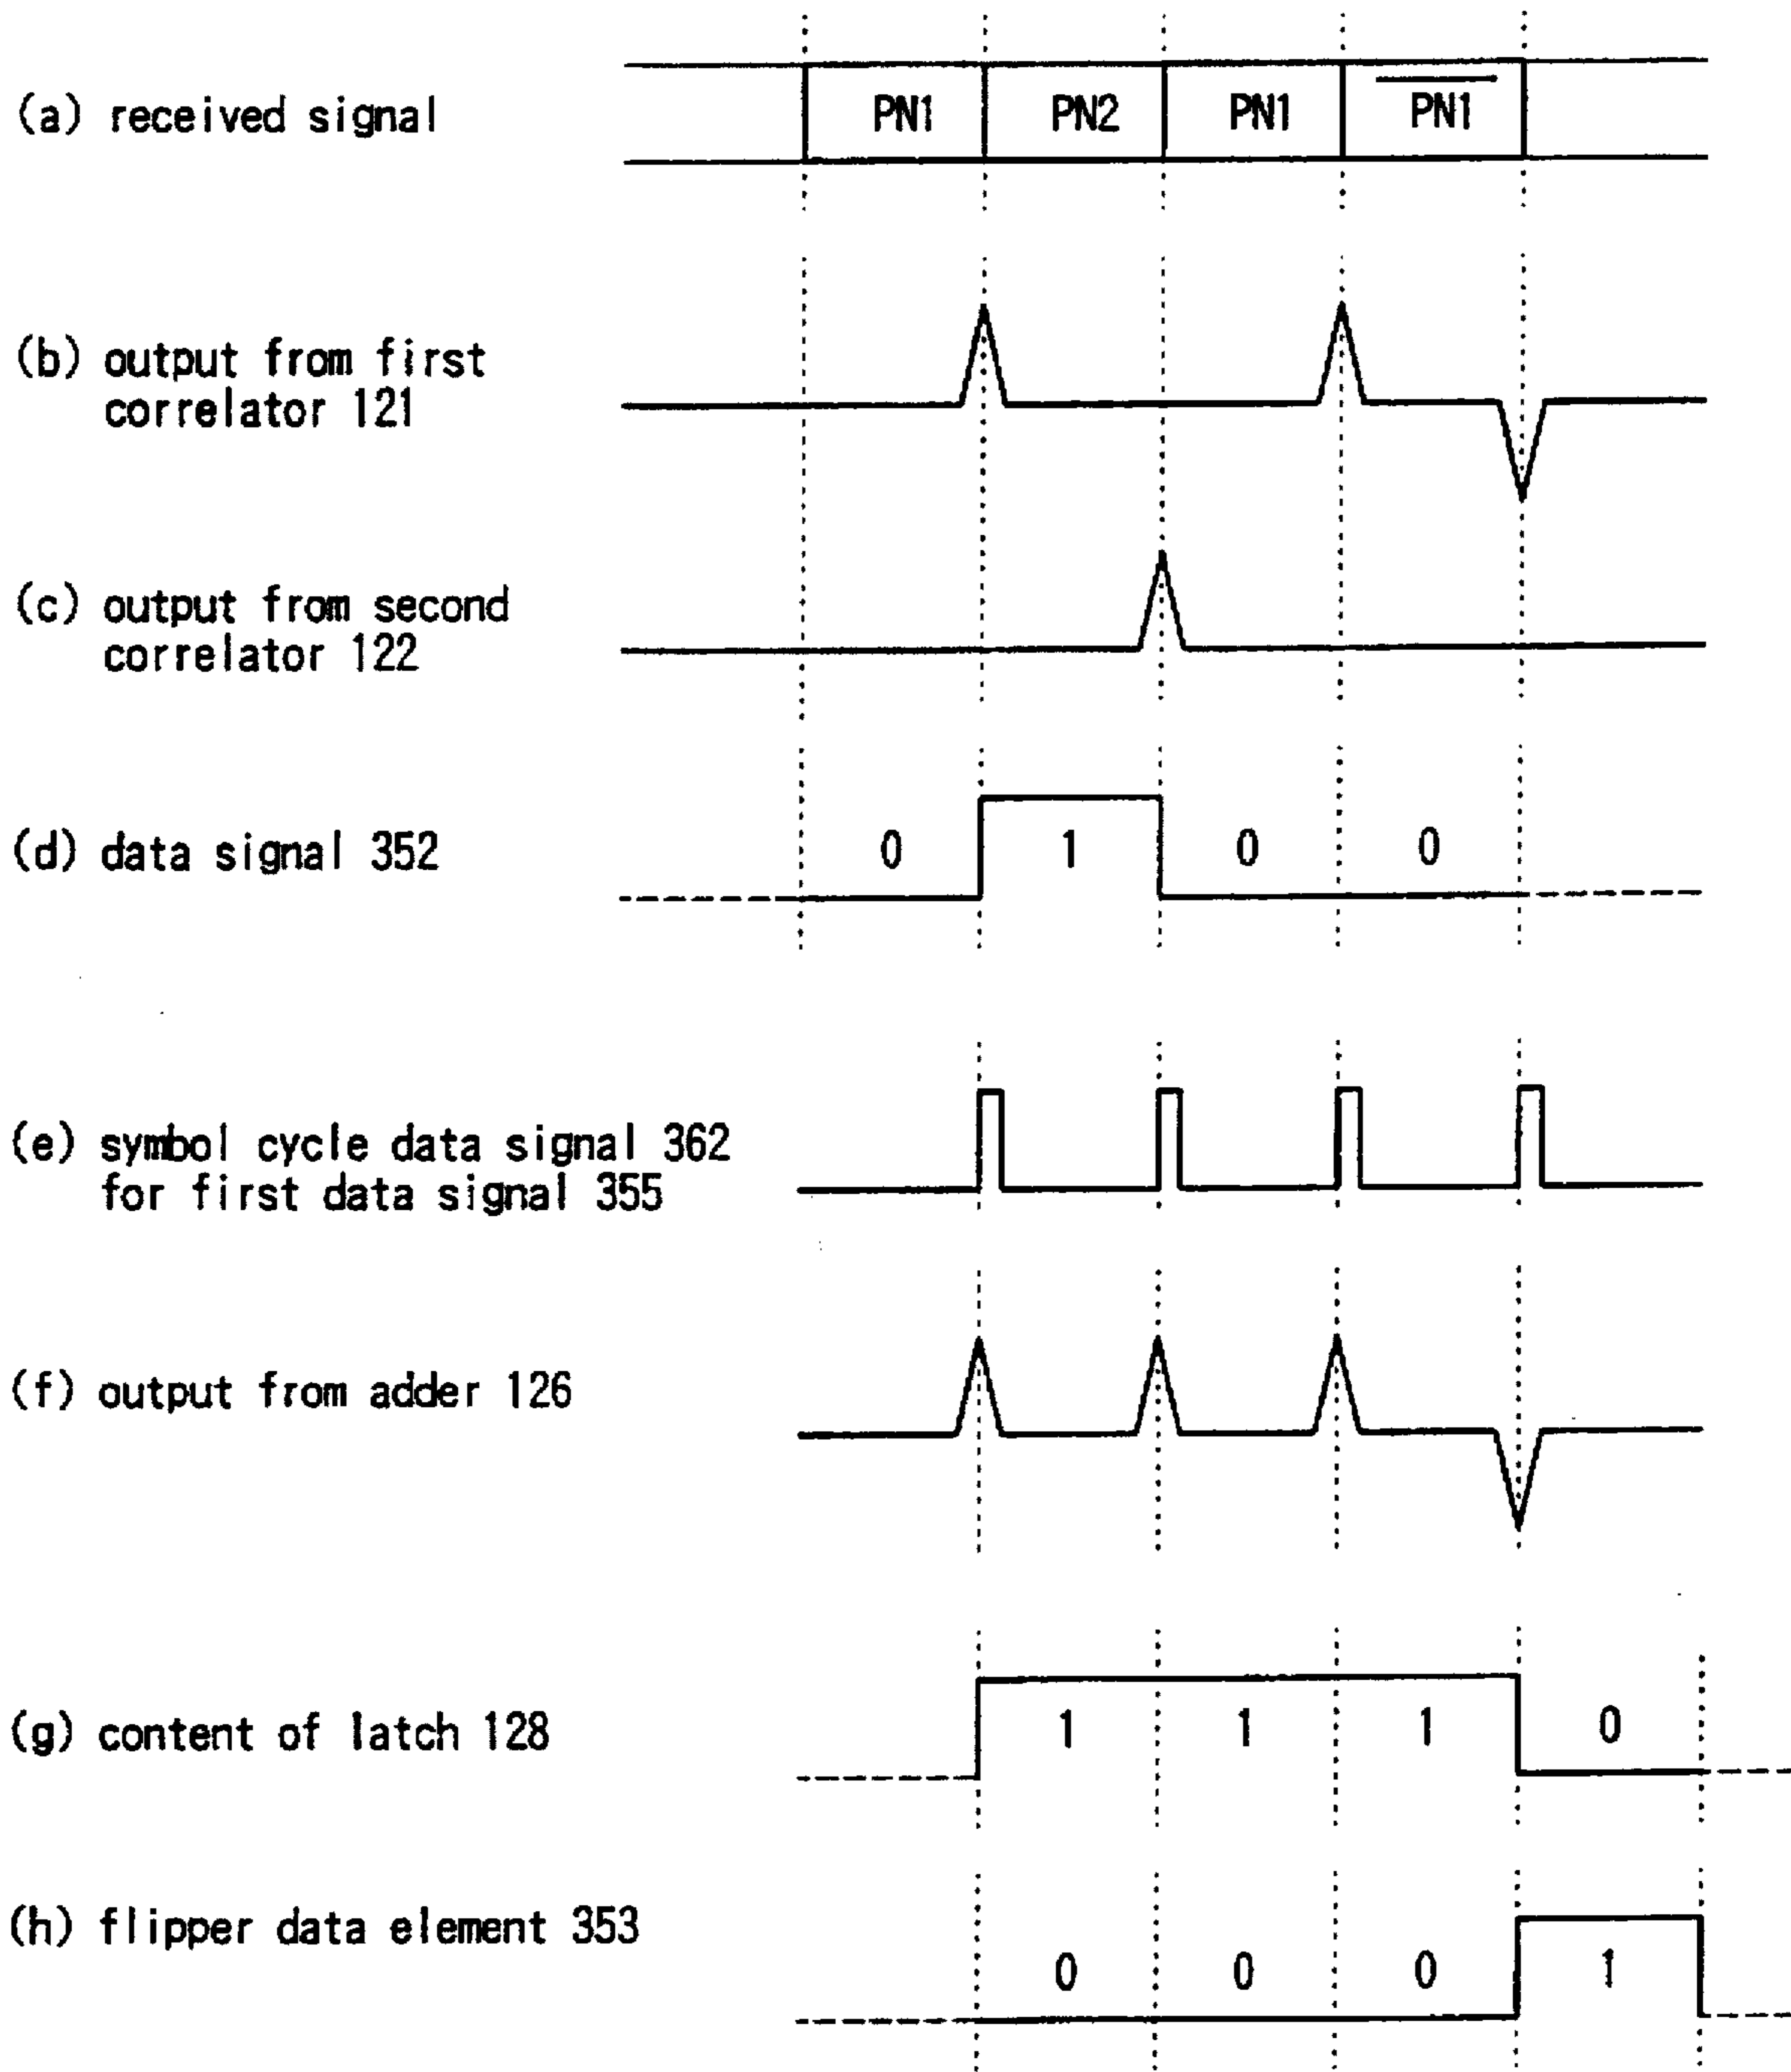 (a) received signal
PN1 PN2 PN1 P̅N̅1̅
(b) output from first
correlator 121
(c) output from second
correlator 122
(d) data signal 352
0 1 0 0
(e) symbol cycle data signal 362
for first data signal 355
(f) output from adder 126
(g) content of latch 128
1 1 1 0
(h) flipper data element 353
0 0 0 1